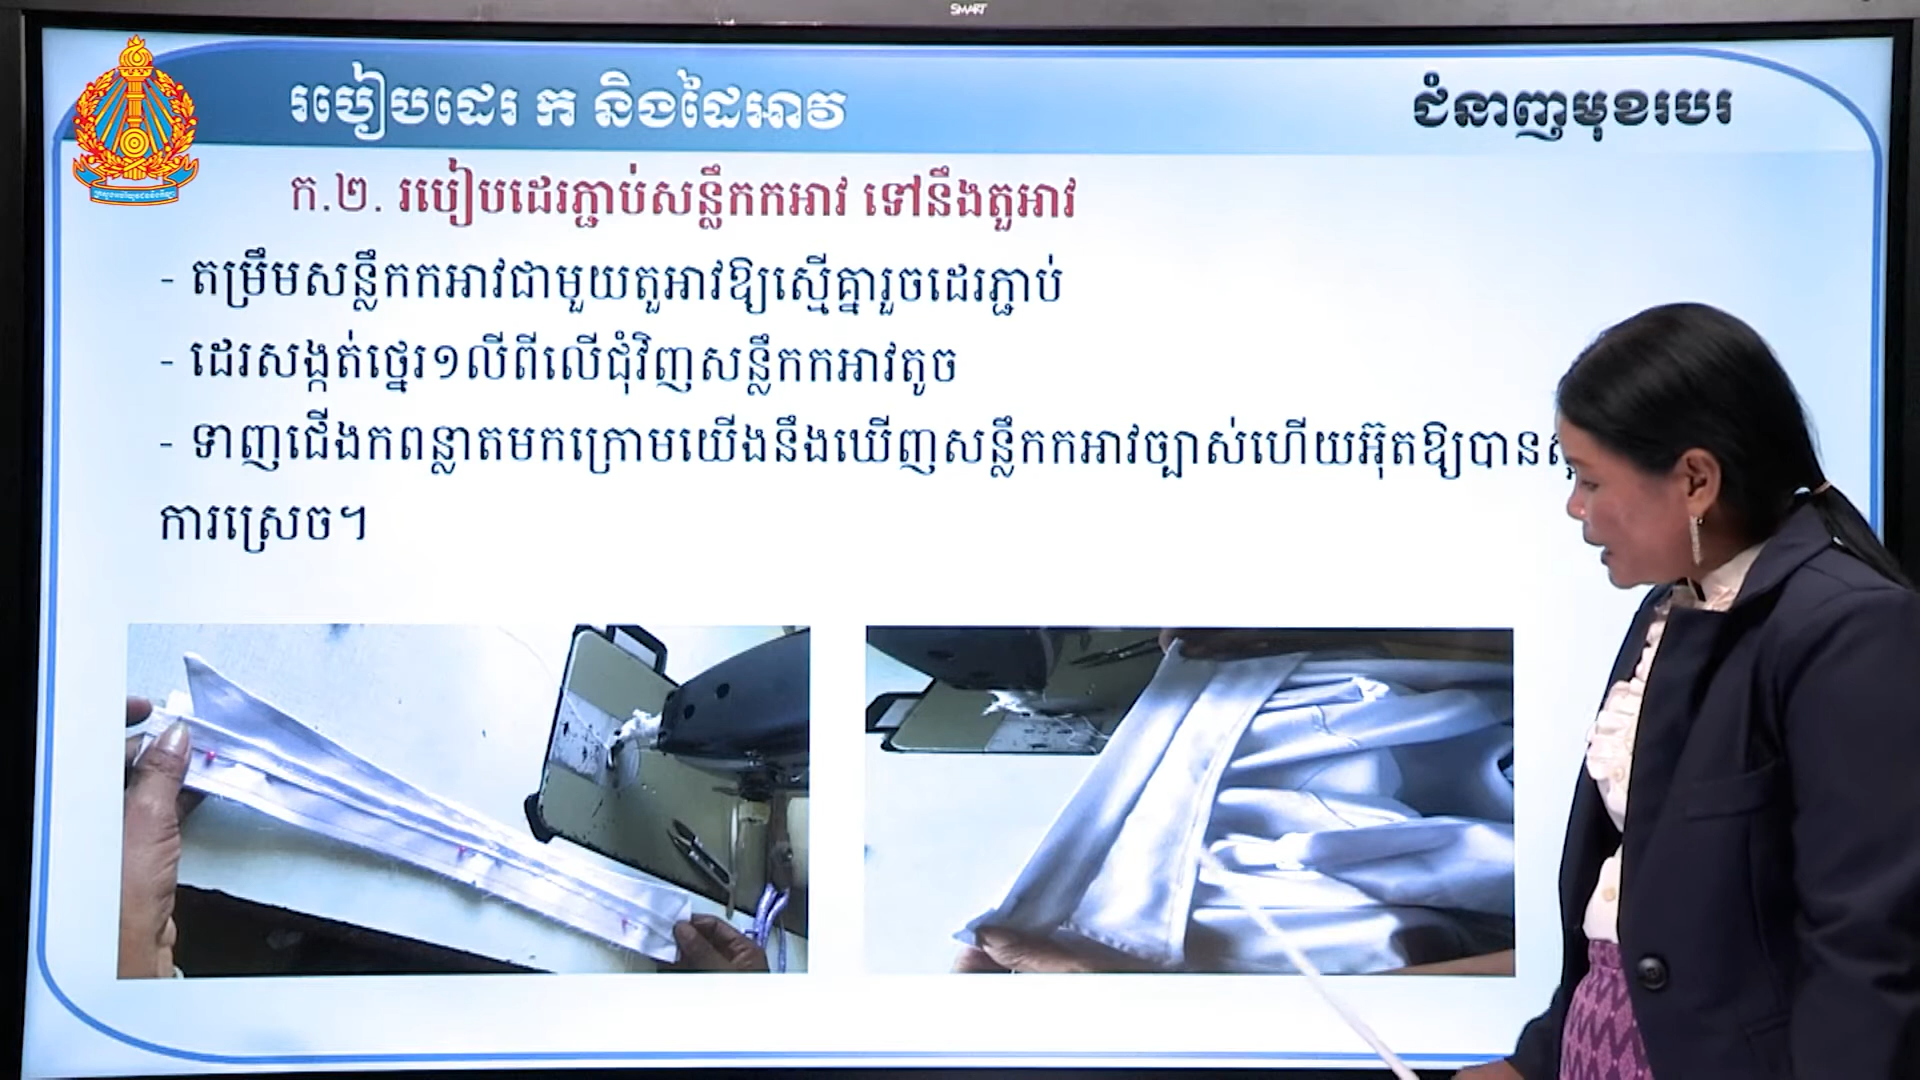 SMART
របៀបដេរ ក និងដៃអាវ
ជំនាញមុខរបរ
ក.២. របៀបដេរភ្ជាប់សន្លឹកកអាវ ទៅនឹងតួអាវ
- តម្រឹមសន្លឹកកអាវជាមួយតួអាវឱ្យស្មើគ្នារួចដេរភ្ជាប់
- ដេរសង្កត់ថ្នេរ១លីពីលើជុំវិញសន្លឹកកអាវតូច
- ទាញជើងកពន្លាតមកក្រោមយើងនឹងឃើញសន្លឹកកអាវច្បាស់ហើយអ៊ុតឱ្យបាន
ការស្រេច។